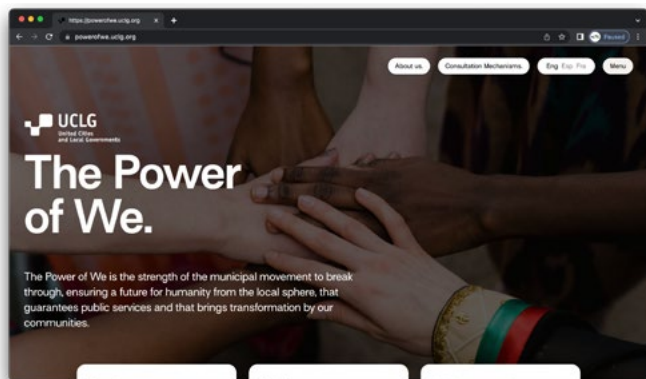 https://powerofwe.uclg.org
powerofwe.uclg.org
Paused
About us.
Consultation Mechanisms.
Eng Esp Fra
Menu
UCLG
United Cities
and Local Governments
The Power
of We.
The Power of We is the strength of the municipal movement to break
through, ensuring a future for humanity from the local sphere, that
guarantees public services and that brings transformation by our
communities.